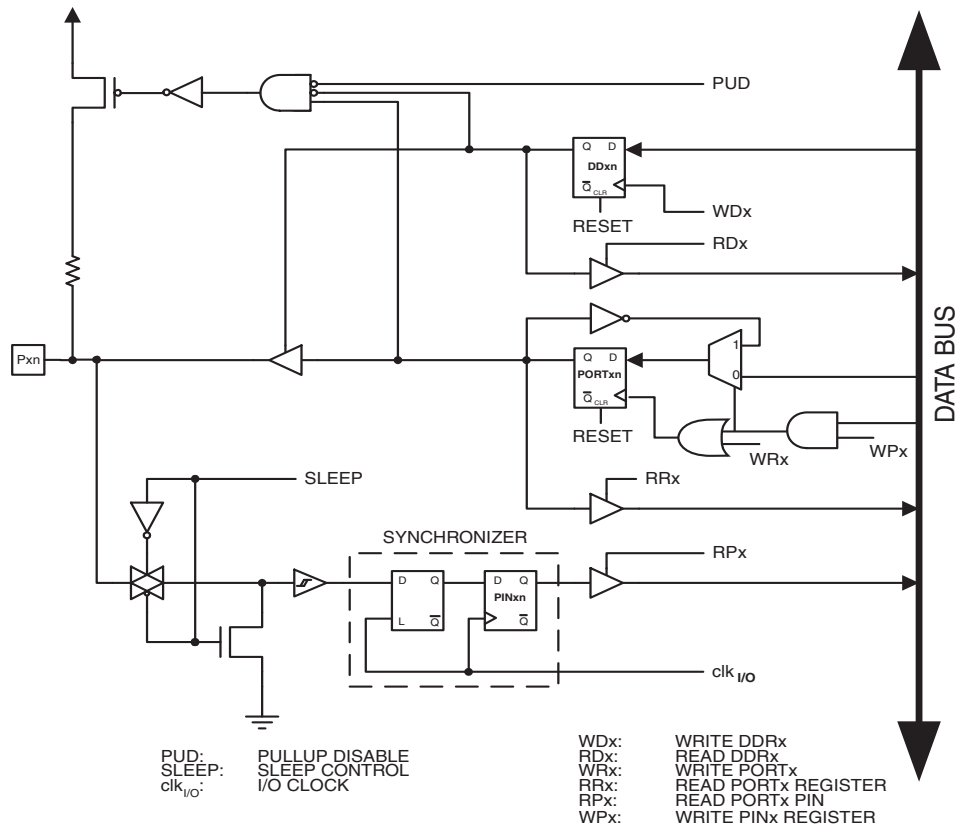 PUD
Q D
DDxn
Q CLR
WDx
RESET
RDx
DATA BUS
1
Pxn
Q D
PORTxn
0
Q CLR
RESET
WRx
WPx
SLEEP
RRx
SYNCHRONIZER
RPx
D Q
D Q
PINxn
L Q
Q
clk I/O
PUD: PULLUP DISABLE
SLEEP: SLEEP CONTROL
clkI/O: I/O CLOCK
WDx: WRITE DDRx
RDx: READ DDRx
WRx: WRITE PORTx
RRx: READ PORTx REGISTER
RPx: READ PORTx PIN
WPx: WRITE PINx REGISTER